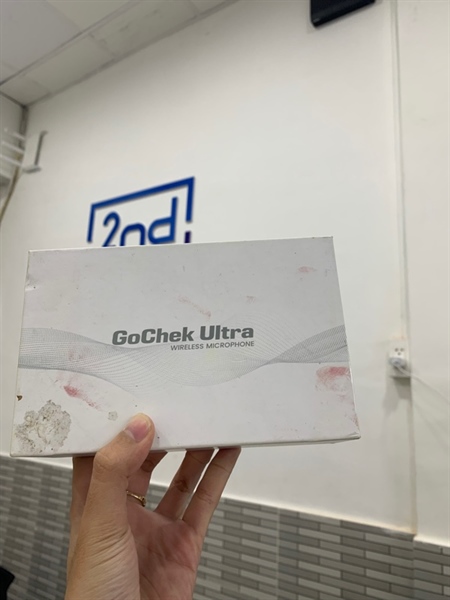 2nd
GoChek Ultra
WIRELESS MICROPHONE